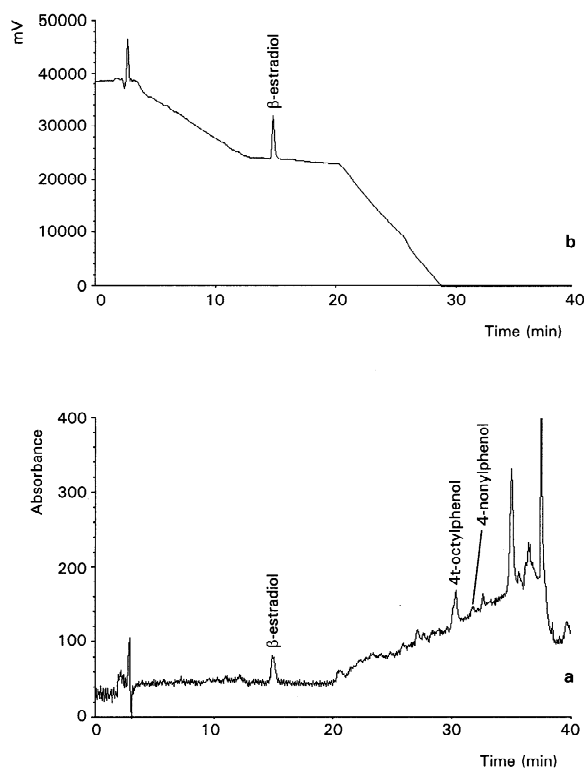 mV
50000
40000
30000
20000
10000
0
β-estradiol
b
0 10 20 30 40
Time (min)
Absorbance
400
300
200
100
0
β-estradiol
4t-octylphenol
4-nonylphenol
a
0 10 20 30 40
Time (min)